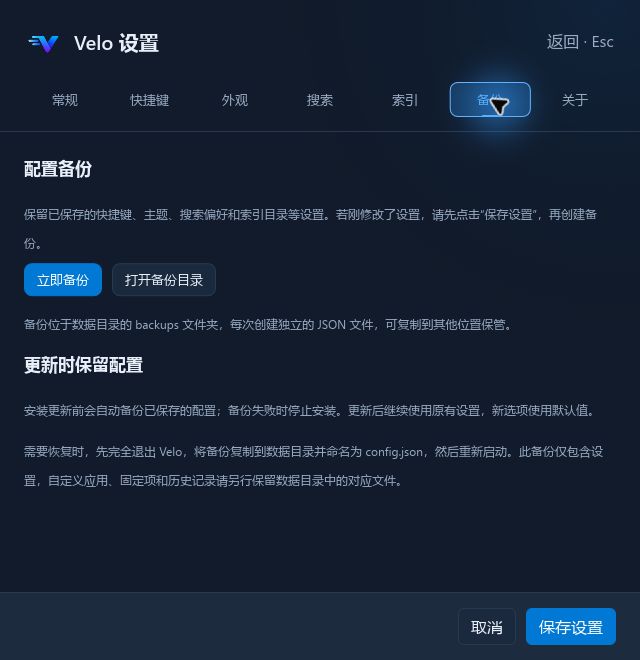 Velo 设置
返回 · Esc
常规 快捷键 外观 搜索 索引 备份 关于
配置备份
保留已保存的快捷键、主题、搜索偏好和索引目录等设置。若刚修改了设置，请先点击“保存设置”，再创建备
份。
立即备份 打开备份目录
备份位于数据目录的 backups 文件夹，每次创建独立的 JSON 文件，可复制到其他位置保管。
更新时保留配置
安装更新前会自动备份已保存的配置；备份失败时停止安装。更新后继续使用原有设置，新选项使用默认值。
需要恢复时，先完全退出 Velo，将备份复制到数据目录并命名为 config.json，然后重新启动。此备份仅包含设
置，自定义应用、固定项和历史记录请另行保留数据目录中的对应文件。
取消 保存设置